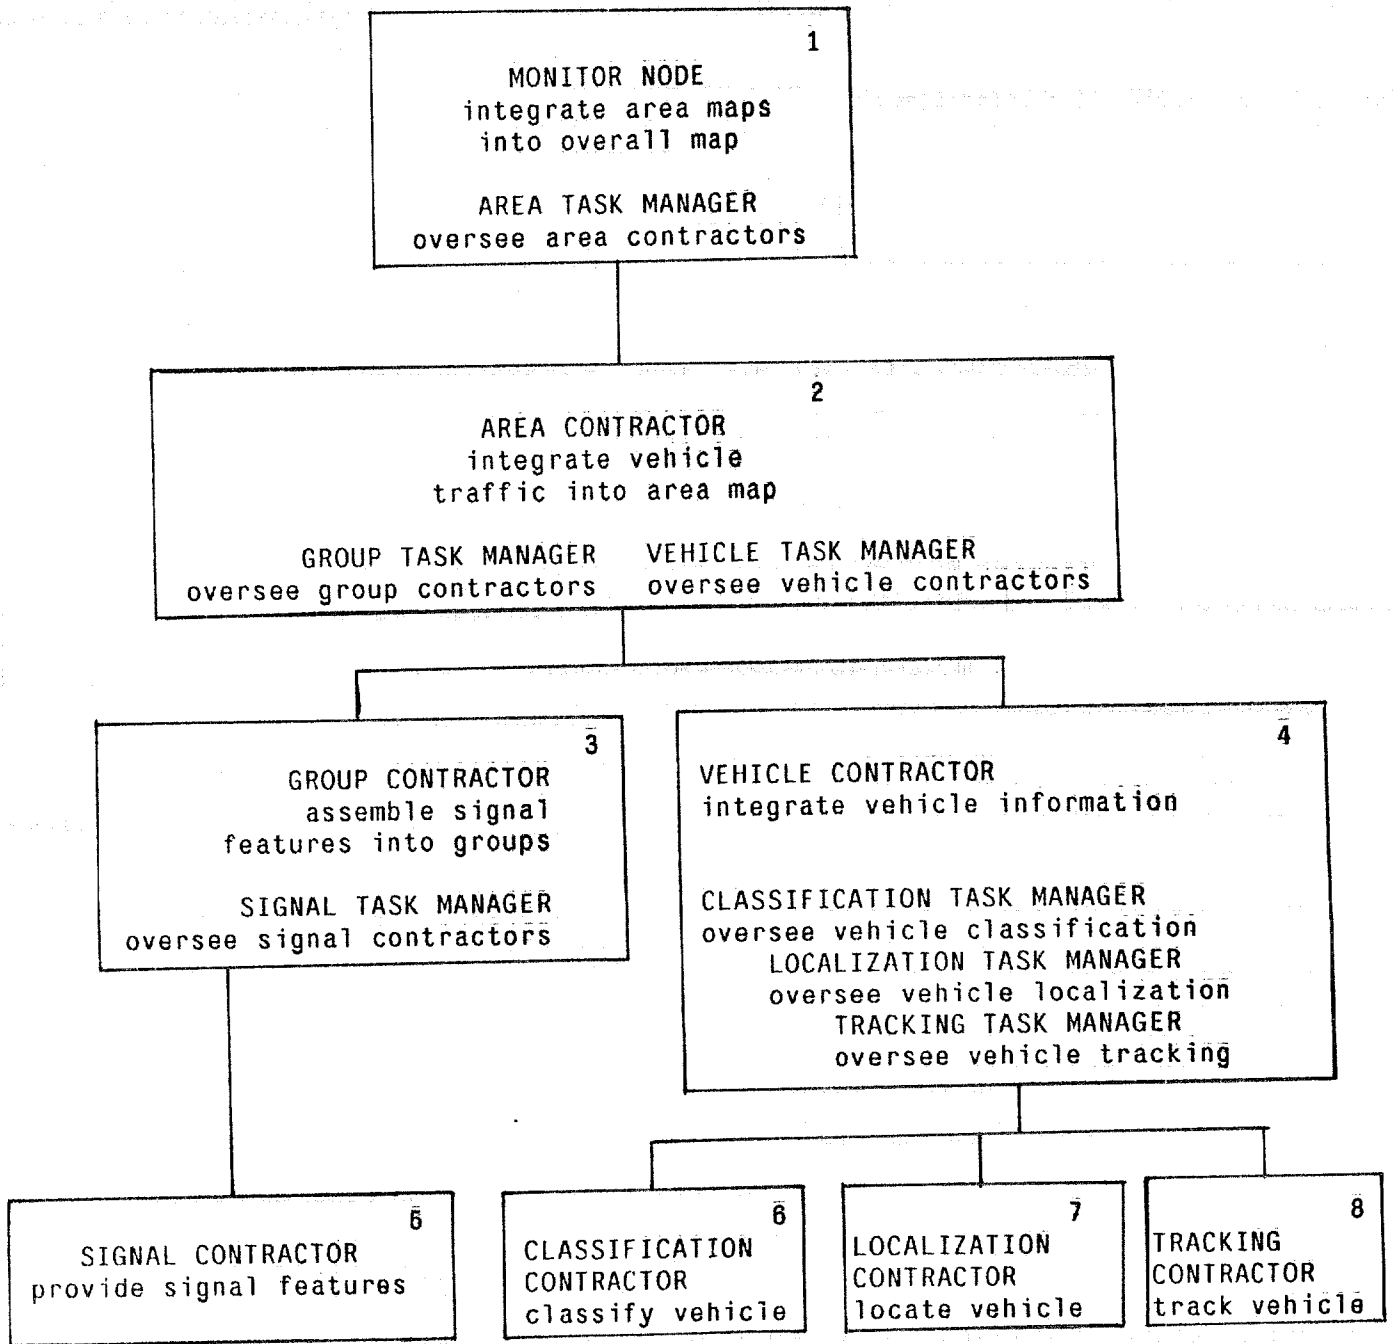 1
MONITOR NODE
integrate area maps
into overall map
AREA TASK MANAGER
oversee area contractors
2
AREA CONTRACTOR
integrate vehicle
traffic into area map
GROUP TASK MANAGER
oversee group contractors
VEHICLE TASK MANAGER
oversee vehicle contractors
3
GROUP CONTRACTOR
assemble signal
features into groups
SIGNAL TASK MANAGER
oversee signal contractors
4
VEHICLE CONTRACTOR
integrate vehicle information
CLASSIFICATION TASK MANAGER
oversee vehicle classification
LOCALIZATION TASK MANAGER
oversee vehicle localization
TRACKING TASK MANAGER
oversee vehicle tracking
5
SIGNAL CONTRACTOR
provide signal features
6
CLASSIFICATION
CONTRACTOR
classify vehicle
7
LOCALIZATION
CONTRACTOR
locate vehicle
8
TRACKING
CONTRACTOR
track vehicle